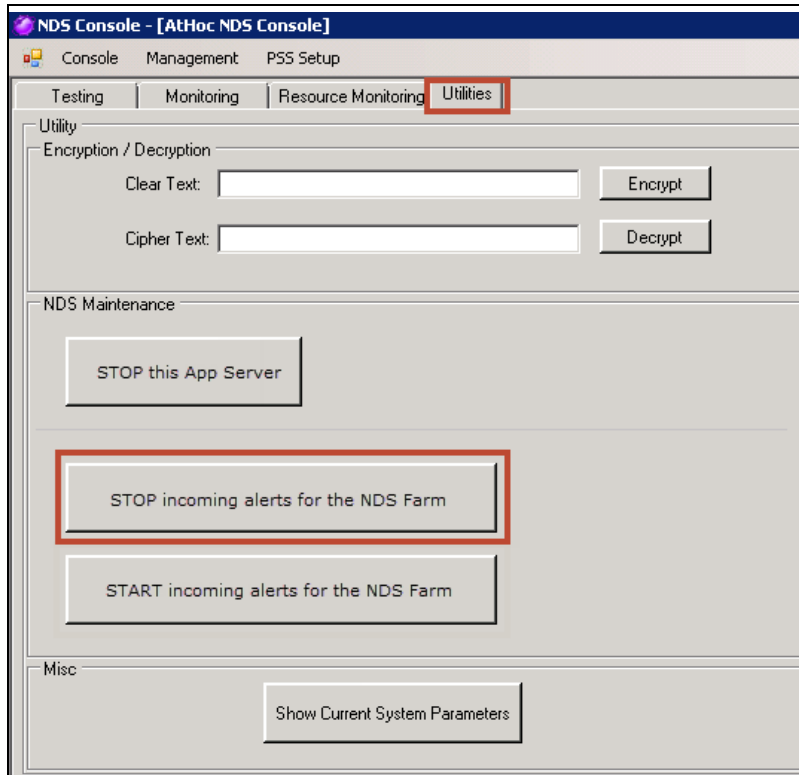 NDS Console - [AtHoc NDS Console]
Console Management PSS Setup
Testing Monitoring Resource Monitoring Utilities
Utility
Encryption / Decryption
Clear Text: Encrypt
Cipher Text: Decrypt
NDS Maintenance
STOP this App Server
STOP incoming alerts for the NDS Farm
START incoming alerts for the NDS Farm
Misc
Show Current System Parameters